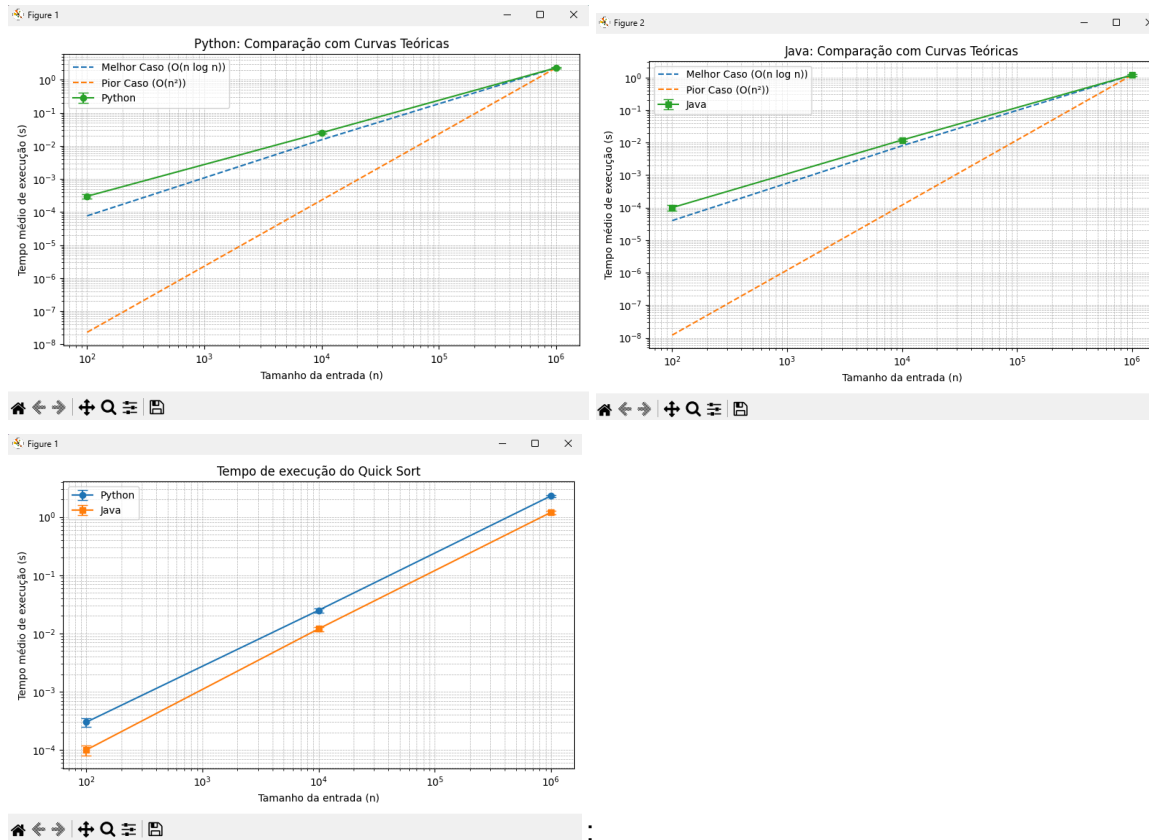 Figure 1
Python: Comparação com Curvas Teóricas
Melhor Caso (O(n log n))
Pior Caso (O(n²))
Python
Tempo médio de execução (s)
10⁰
10⁻¹
10⁻²
10⁻³
10⁻⁴
10⁻⁵
10⁻⁶
10⁻⁷
10⁻⁸
10² 10³ 10⁴ 10⁵ 10⁶
Tamanho da entrada (n)
Figure 2
Java: Comparação com Curvas Teóricas
Melhor Caso (O(n log n))
Pior Caso (O(n²))
Java
Tempo médio de execução (s)
10⁰
10⁻¹
10⁻²
10⁻³
10⁻⁴
10⁻⁵
10⁻⁶
10⁻⁷
10⁻⁸
10² 10³ 10⁴ 10⁵ 10⁶
Tamanho da entrada (n)
Figure 1
Tempo de execução do Quick Sort
Python
Java
Tempo médio de execução (s)
10⁰
10⁻¹
10⁻²
10⁻³
10⁻⁴
10² 10³ 10⁴ 10⁵ 10⁶
Tamanho da entrada (n)
: